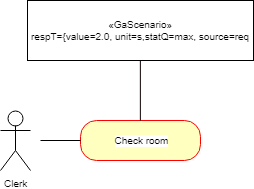 «GaScenario»
respT={value=2.0, unit=s,statQ=max, source=req
Check room
Clerk